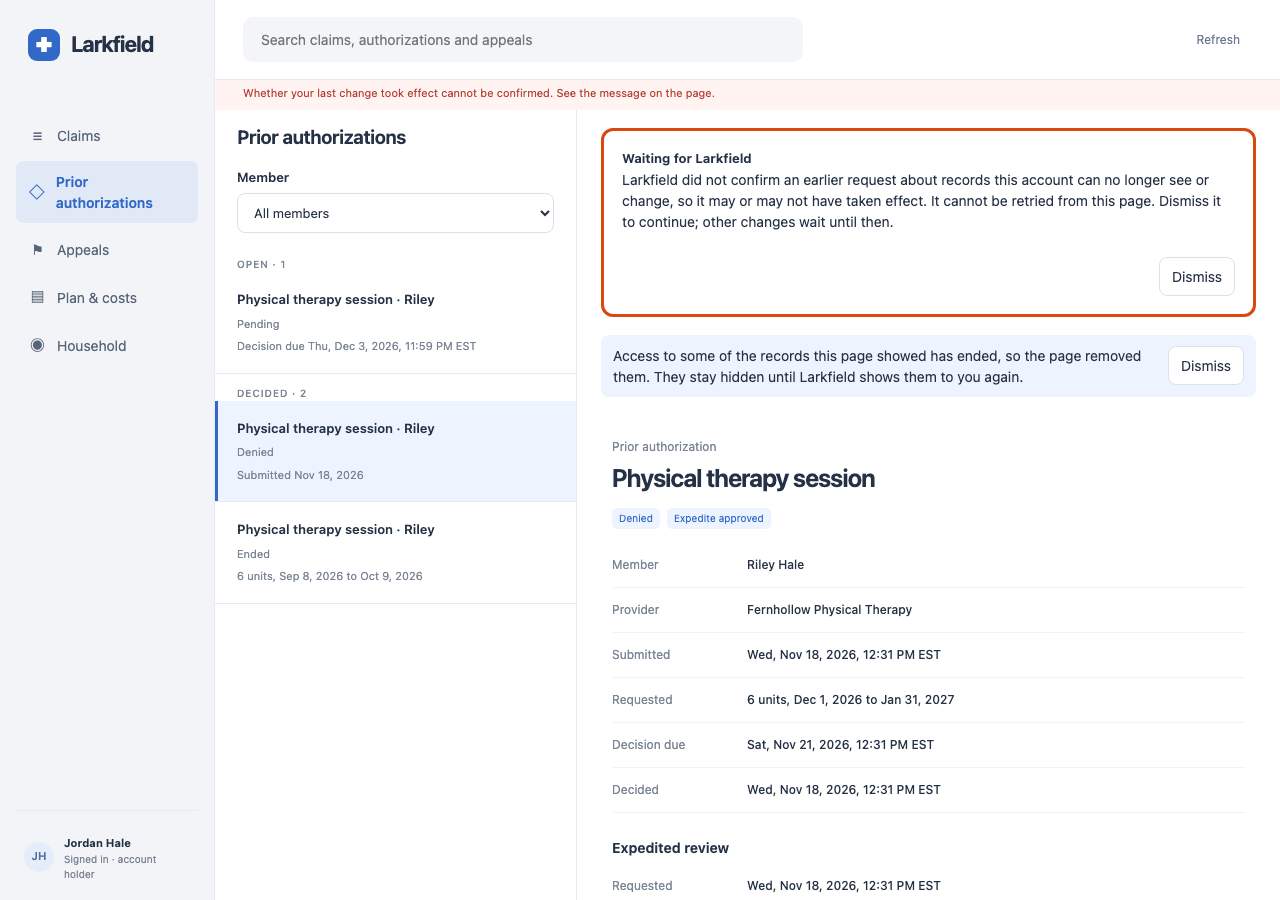 Larkfield
Search claims, authorizations and appeals
Refresh
Whether your last change took effect cannot be confirmed. See the message on the page.
Claims
Prior
authorizations
Appeals
Plan & costs
Household
JH
Jordan Hale
Signed in · account
holder
Prior authorizations
Member
All members
OPEN · 1
Physical therapy session · Riley
Pending
Decision due Thu, Dec 3, 2026, 11:59 PM EST
DECIDED · 2
Physical therapy session · Riley
Denied
Submitted Nov 18, 2026
Physical therapy session · Riley
Ended
6 units, Sep 8, 2026 to Oct 9, 2026
Waiting for Larkfield
Larkfield did not confirm an earlier request about records this account can no longer see or
change, so it may or may not have taken effect. It cannot be retried from this page. Dismiss it
to continue; other changes wait until then.
Dismiss
Access to some of the records this page showed has ended, so the page removed
them. They stay hidden until Larkfield shows them to you again.
Dismiss
Prior authorization
Physical therapy session
Denied
Expedite approved
Member Riley Hale
Provider Fernhollow Physical Therapy
Submitted Wed, Nov 18, 2026, 12:31 PM EST
Requested 6 units, Dec 1, 2026 to Jan 31, 2027
Decision due Sat, Nov 21, 2026, 12:31 PM EST
Decided Wed, Nov 18, 2026, 12:31 PM EST
Expedited review
Requested Wed, Nov 18, 2026, 12:31 PM EST